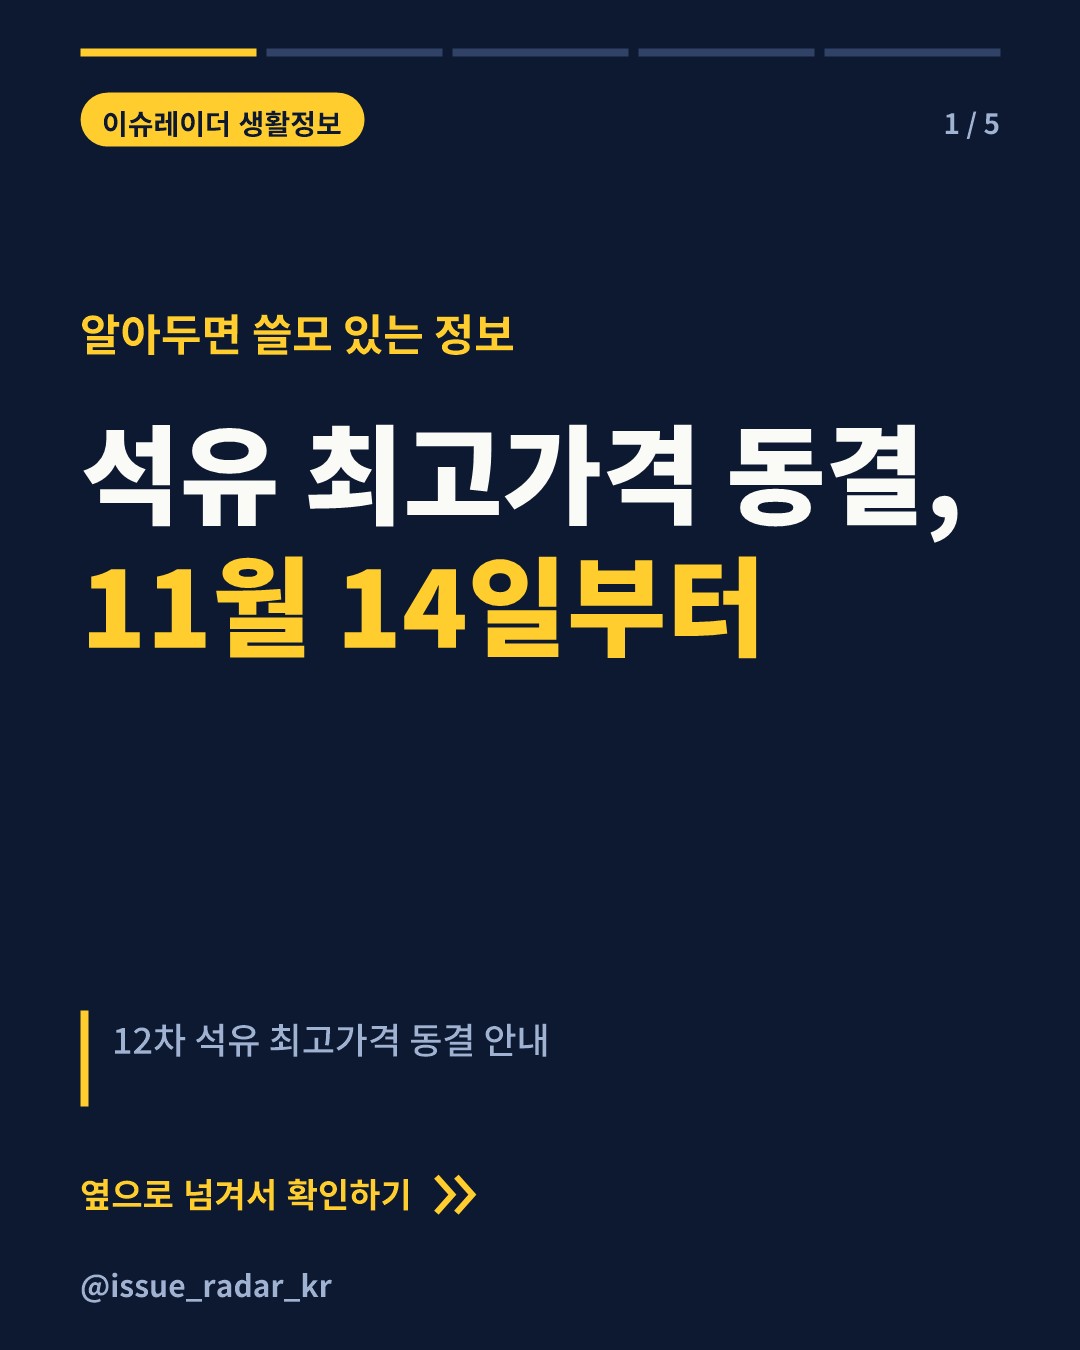 이슈레이더 생활정보
1 / 5
알아두면 쓸모 있는 정보
석유 최고가격 동결,
11월 14일부터
12차 석유 최고가격 동결 안내
옆으로 넘겨서 확인하기
@issue_radar_kr